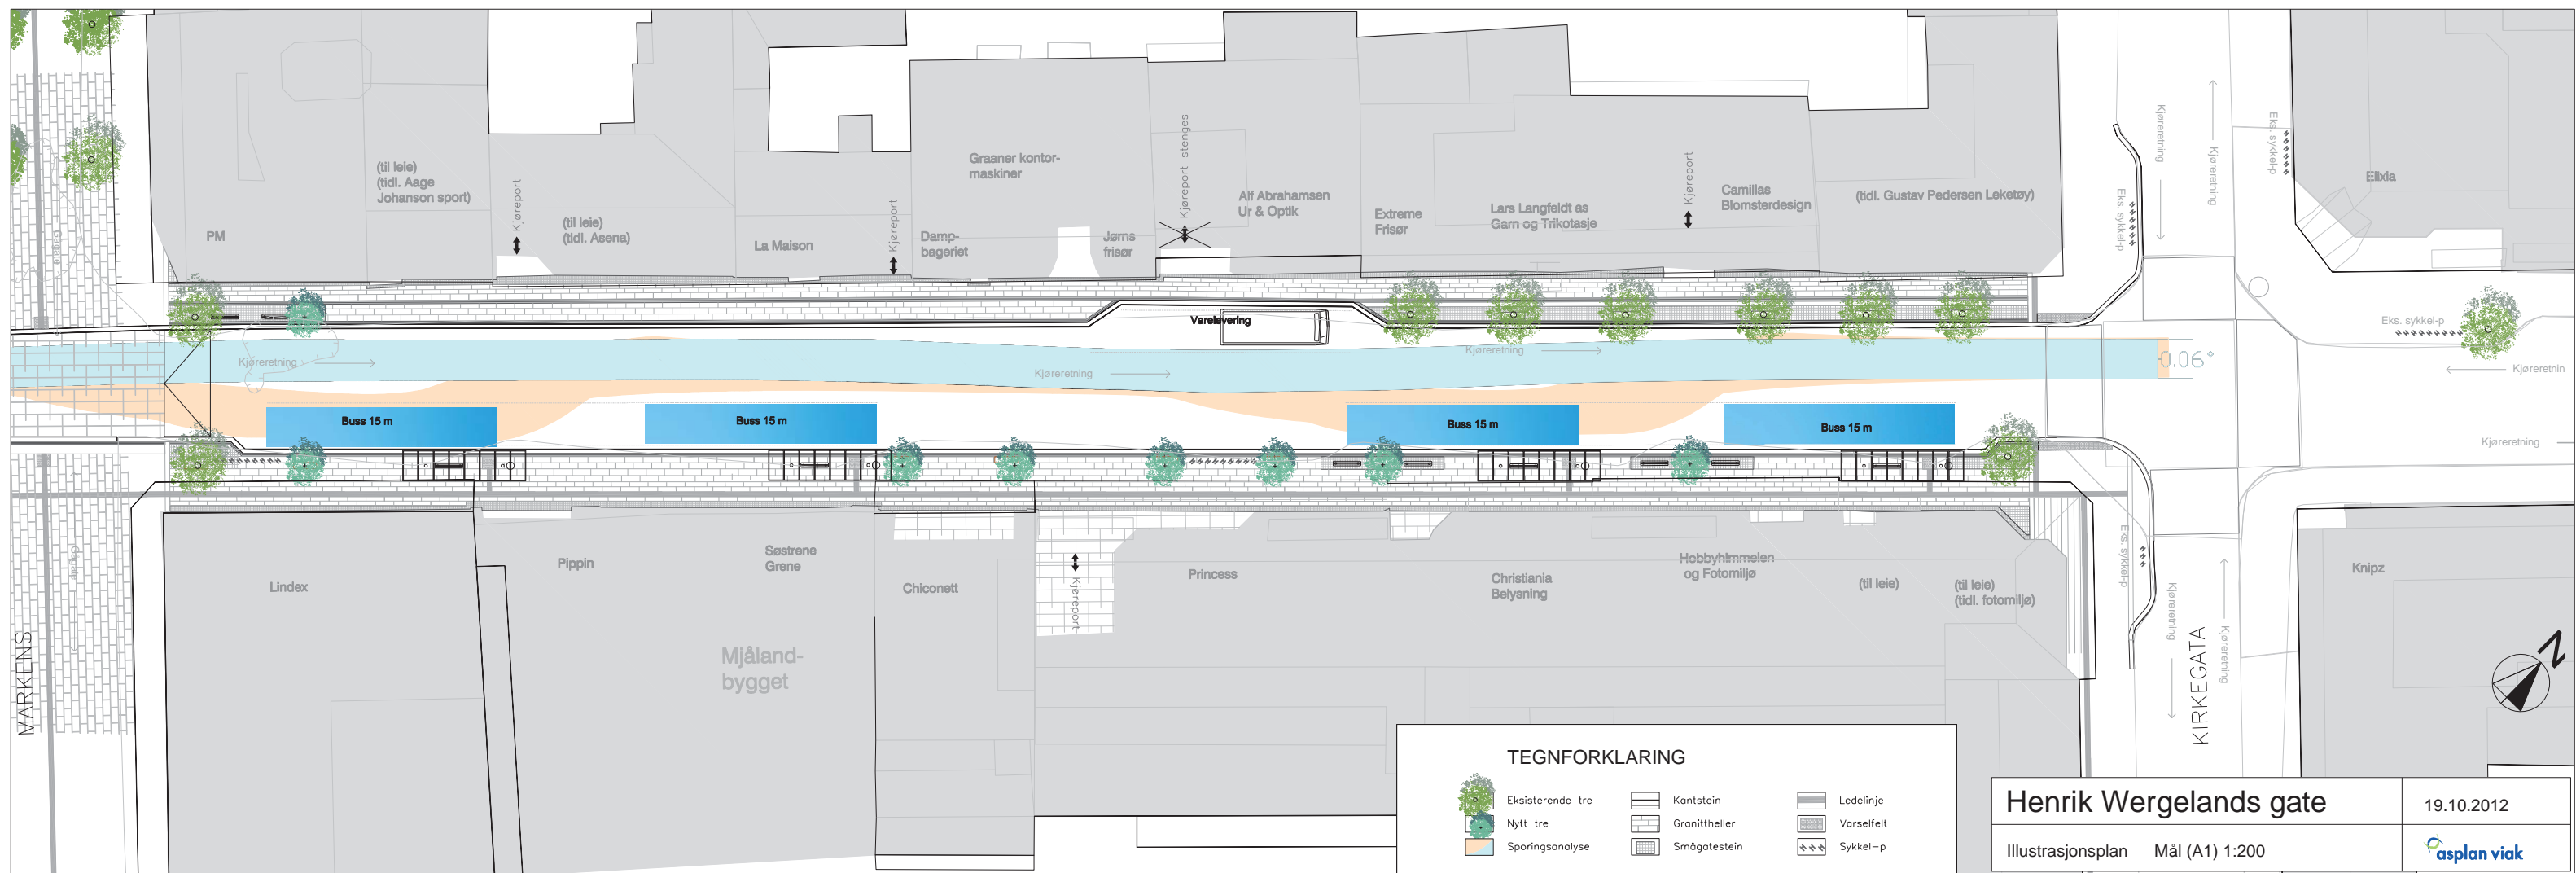 PM
(til leie)
(tidl. Aage
Johanson sport)
Kjøreport
(til leie)
(tidl. Asena)
La Maison
Kjøreport
Damp-
bageriet
Graaner kontor-
maskiner
Jørns
frisør
Kjøreport stenges
Alf Abrahamsen
Ur & Optik
Extreme
Frisør
Lars Langfeldt as
Garn og Trikotasje
Kjøreport
Camillas
Blomsterdesign
(tidl. Gustav Pedersen Leketøy)
Kjøreretning
Kjøreretning
Eks. sykkel-p
Eks. sykkel-p
Elixia
Eks. sykkel-p
Varelevering
Kjøreretning
Kjøreretning
Kjøreretning
0.06°
Kjøreretnin
Kjøreretning
Buss 15 m
Buss 15 m
Buss 15 m
Buss 15 m
Gågate
Lindex
Pippin
Søstrene
Grene
Chiconett
Kjøreport
Princess
Christiania
Belysning
Hobbyhimmelen
og Fotomiljø
(til leie)
(til leie)
(tidl. fotomiljø)
Eks. sykkel-p
Kjøreretning
Kjøreretning
Knipz
Mjåland-
bygget
MARKENS
KIRKEGATA
N
TEGNFORKLARING
Eksisterende tre
Kantstein
Ledelinje
Nytt tre
Granittheller
Varselfelt
Sporingsanalyse
Smågatestein
Sykkel-p
Henrik Wergelands gate
19.10.2012
Illustrasjonsplan Mål (A1) 1:200
asplan viak